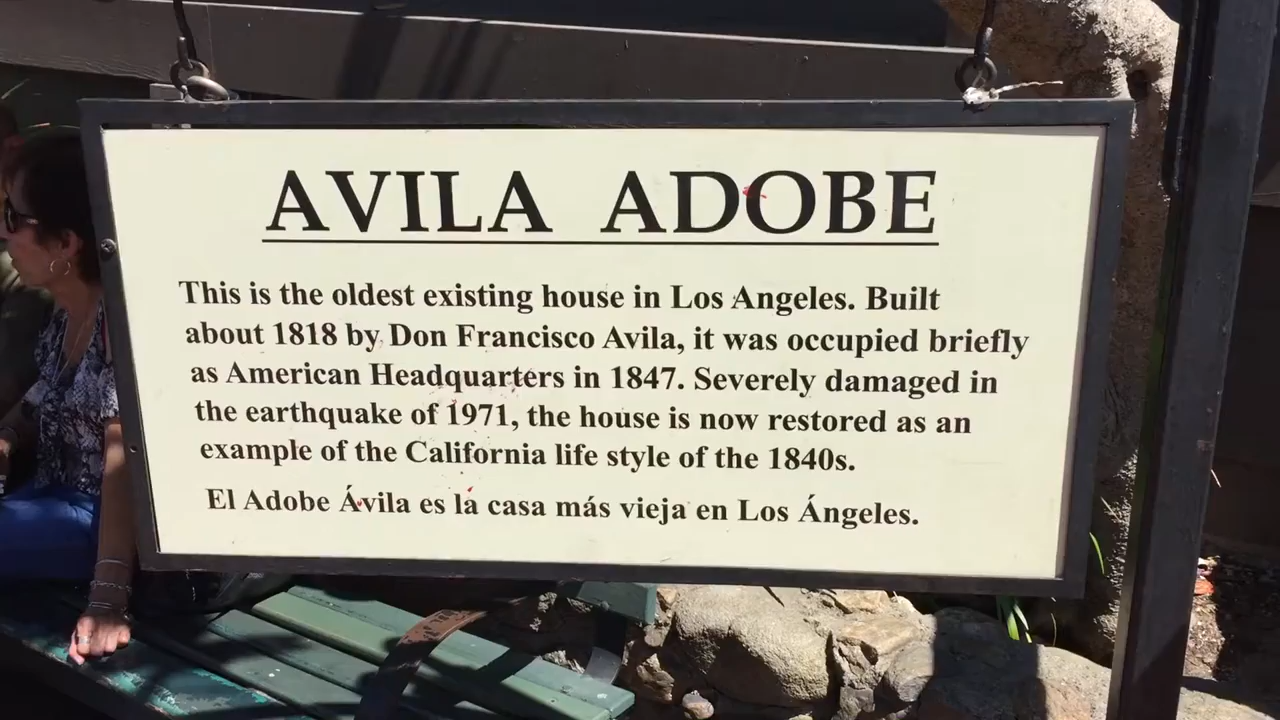 AVILA ADOBE
This is the oldest existing house in Los Angeles. Built
about 1818 by Don Francisco Avila, it was occupied briefly
as American Headquarters in 1847. Severely damaged in
the earthquake of 1971, the house is now restored as an
example of the California life style of the 1840s.
El Adobe Ávila es la casa más vieja en Los Ángeles.